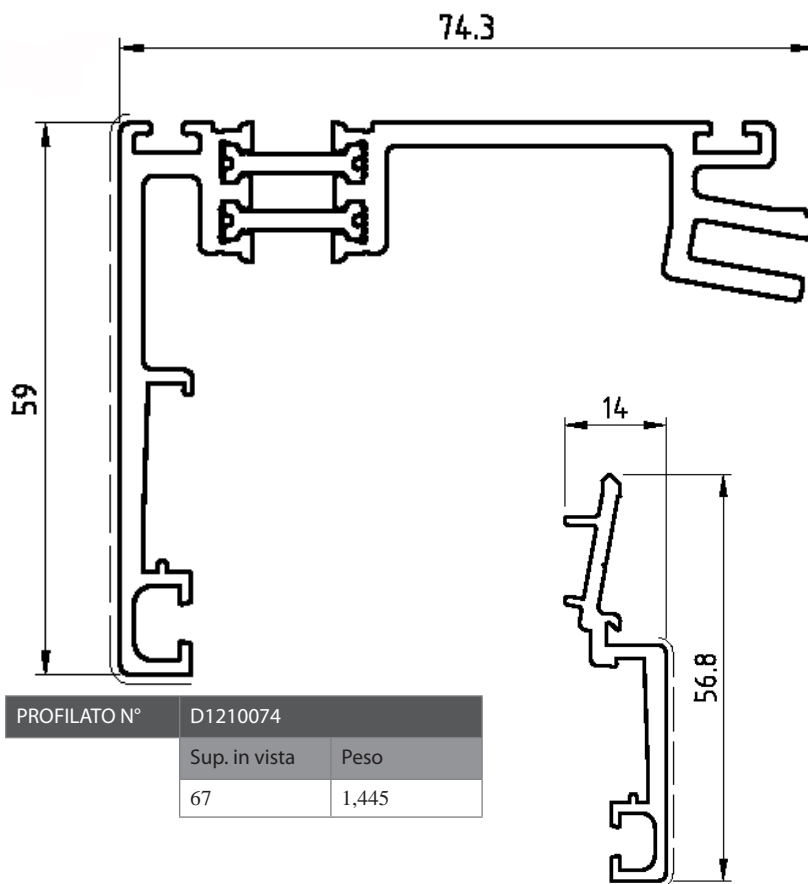 74.3
59
14
56.8
PROFILATO N° D1210074
Sup. in vista Peso
67 1,445